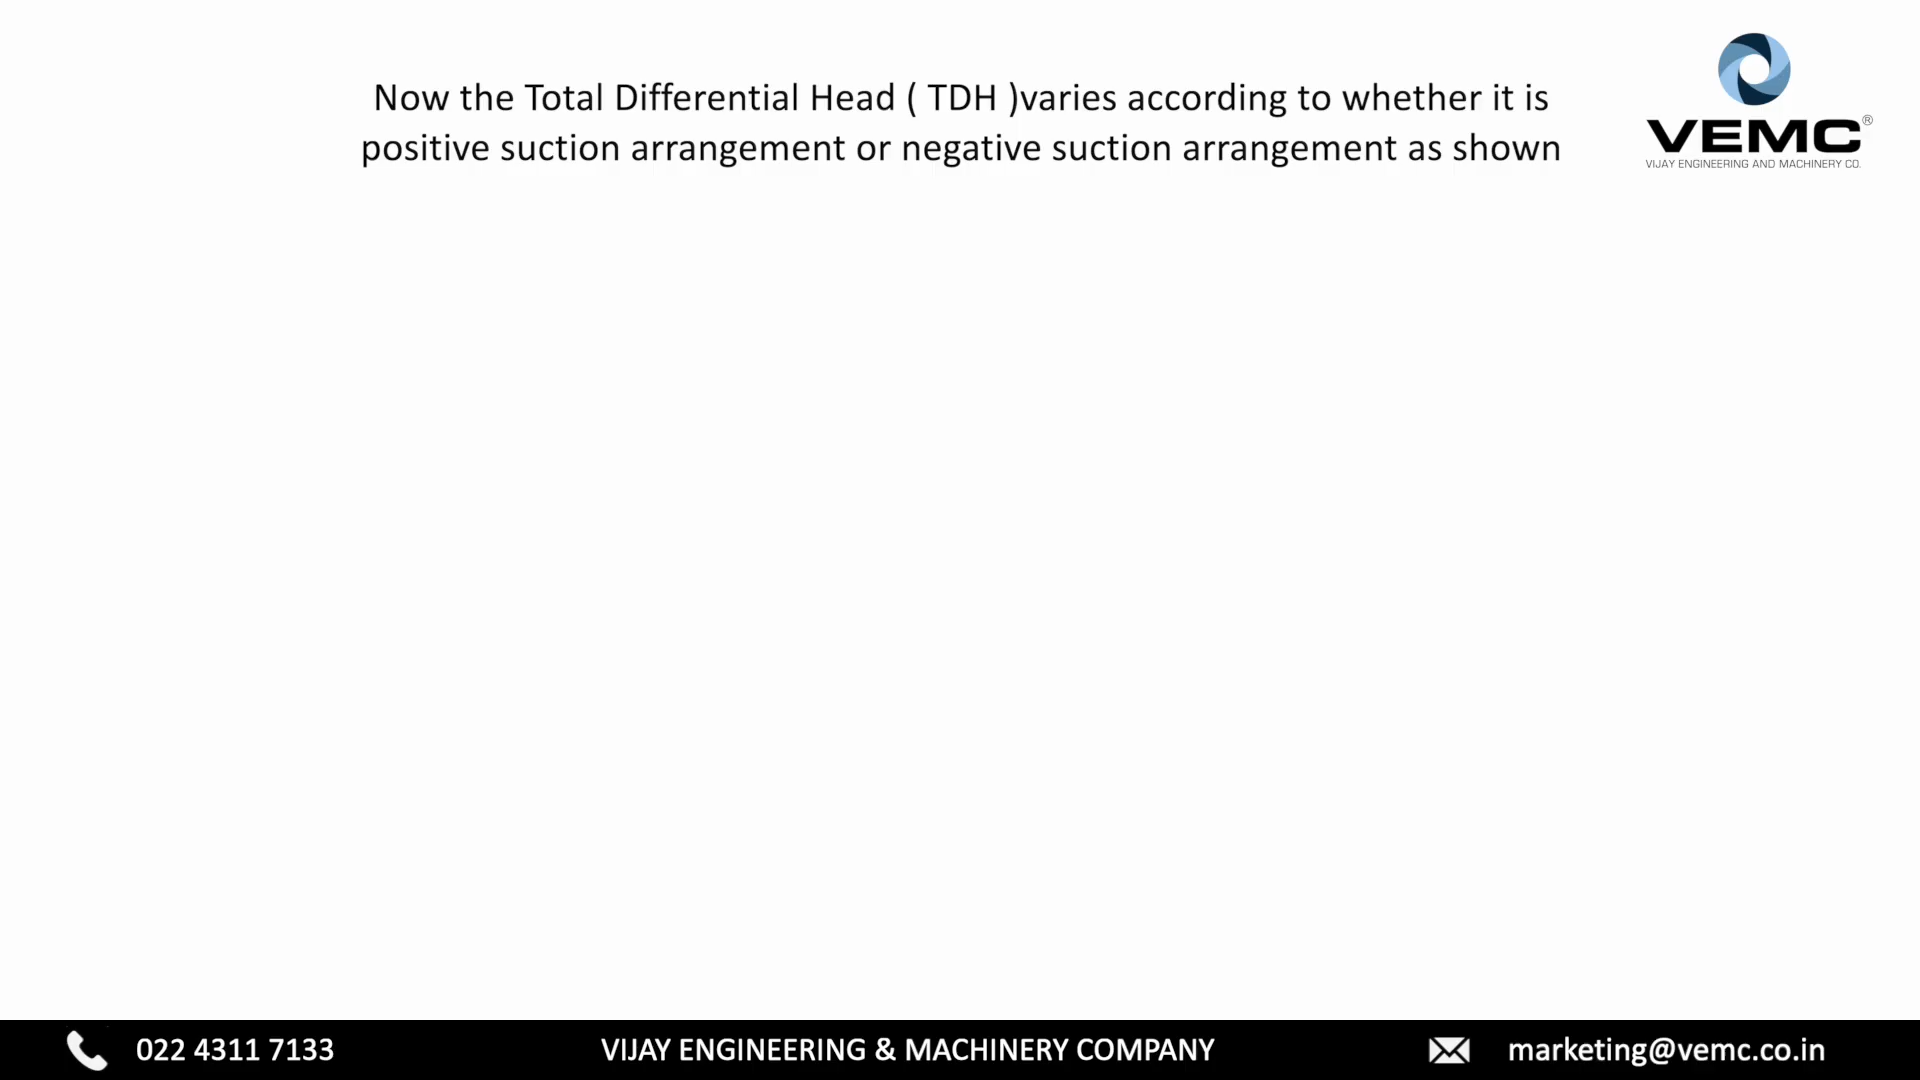 Now the Total Differential Head ( TDH )varies according to whether it is
positive suction arrangement or negative suction arrangement as shown
VEMC®
VIJAY ENGINEERING AND MACHINERY CO.
022 4311 7133
VIJAY ENGINEERING & MACHINERY COMPANY
marketing@vemc.co.in